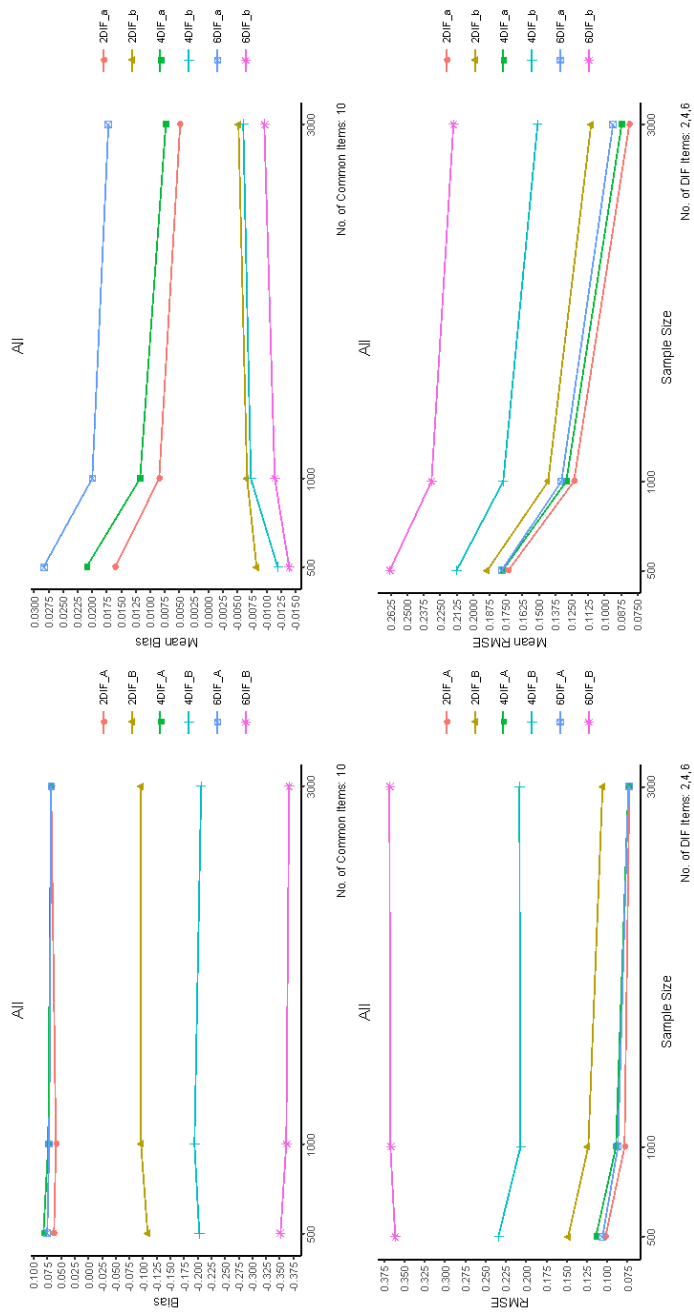 All
Bias
0.100
0.075
0.050
0.025
0.000
-0.025
-0.050
-0.075
-0.100
-0.125
-0.150
-0.175
-0.200
-0.225
-0.250
-0.275
-0.300
-0.325
-0.350
-0.375
500
1000
3000
No. of Common Items: 10
2DIF_A
2DIF_B
4DIF_A
4DIF_B
6DIF_A
6DIF_B
All
Mean Bias
0.0300
0.0275
0.0250
0.0225
0.0200
0.0175
0.0150
0.0125
0.0100
0.0075
0.0050
0.0025
0.0000
-0.0025
-0.0050
-0.0075
-0.0100
-0.0125
-0.0150
500
1000
3000
No. of Common Items: 10
2DIF_a
2DIF_b
4DIF_a
4DIF_b
6DIF_a
6DIF_b
All
RMSE
0.375
0.350
0.325
0.300
0.275
0.250
0.225
0.200
0.175
0.150
0.125
0.100
0.075
500
1000
3000
Sample Size
No. of DIF Items: 2,4,6
2DIF_A
2DIF_B
4DIF_A
4DIF_B
6DIF_A
6DIF_B
All
Mean RMSE
0.2625
0.2500
0.2375
0.2250
0.2125
0.2000
0.1875
0.1750
0.1625
0.1500
0.1375
0.1250
0.1125
0.1000
0.0875
0.0750
500
1000
3000
Sample Size
No. of DIF Items: 2,4,6
2DIF_a
2DIF_b
4DIF_a
4DIF_b
6DIF_a
6DIF_b